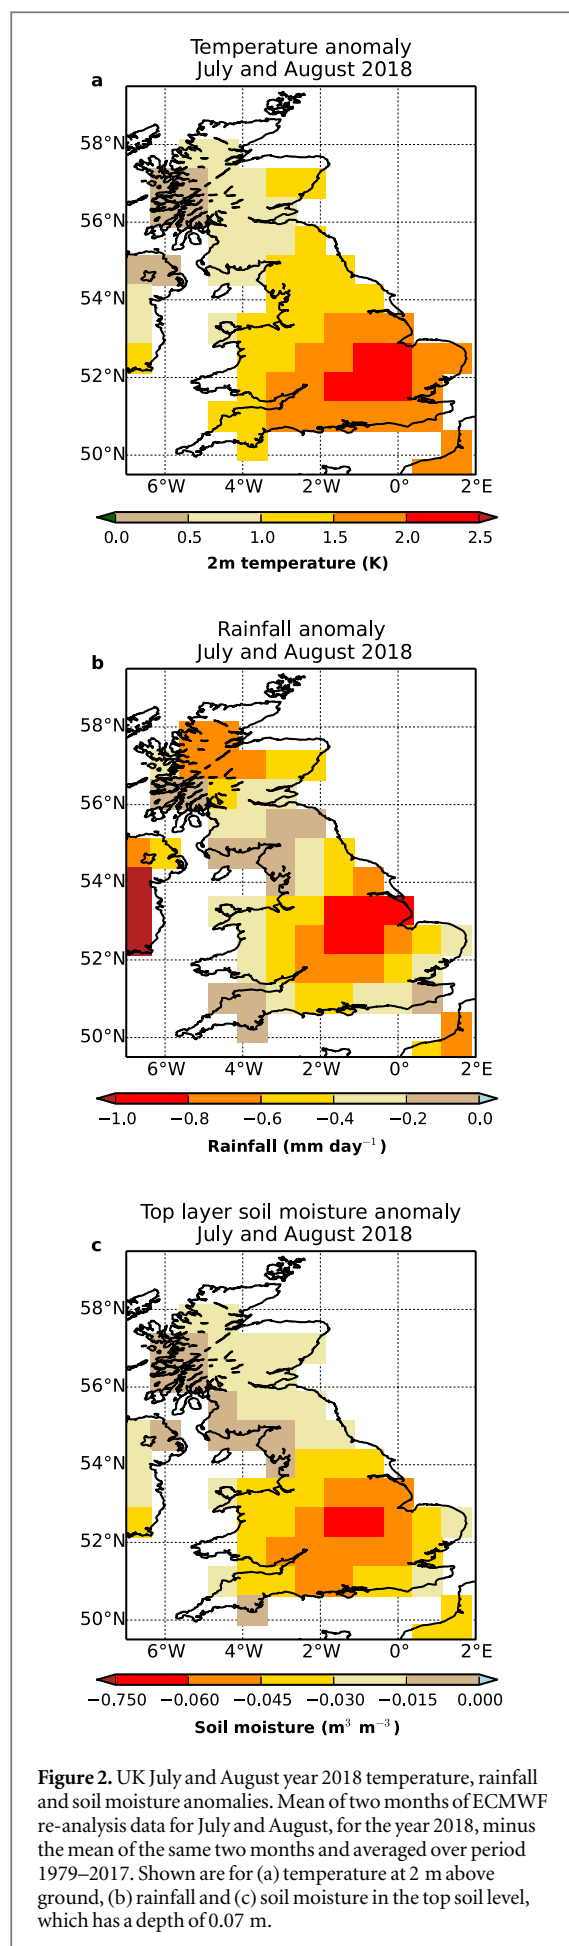 Temperature anomaly
July and August 2018
a
58°N
56°N
54°N
52°N
50°N
6°W 4°W 2°W 0° 2°E
0.0 0.5 1.0 1.5 2.0 2.5
2m temperature (K)
Rainfall anomaly
July and August 2018
b
58°N
56°N
54°N
52°N
50°N
6°W 4°W 2°W 0° 2°E
−1.0 −0.8 −0.6 −0.4 −0.2 0.0
Rainfall (mm day⁻¹)
Top layer soil moisture anomaly
July and August 2018
c
58°N
56°N
54°N
52°N
50°N
6°W 4°W 2°W 0° 2°E
−0.750 −0.060 −0.045 −0.030 −0.015 0.000
Soil moisture (m³ m⁻³)
Figure 2. UK July and August year 2018 temperature, rainfall
and soil moisture anomalies. Mean of two months of ECMWF
re-analysis data for July and August, for the year 2018, minus
the mean of the same two months and averaged over period
1979–2017. Shown are for (a) temperature at 2 m above
ground, (b) rainfall and (c) soil moisture in the top soil level,
which has a depth of 0.07 m.